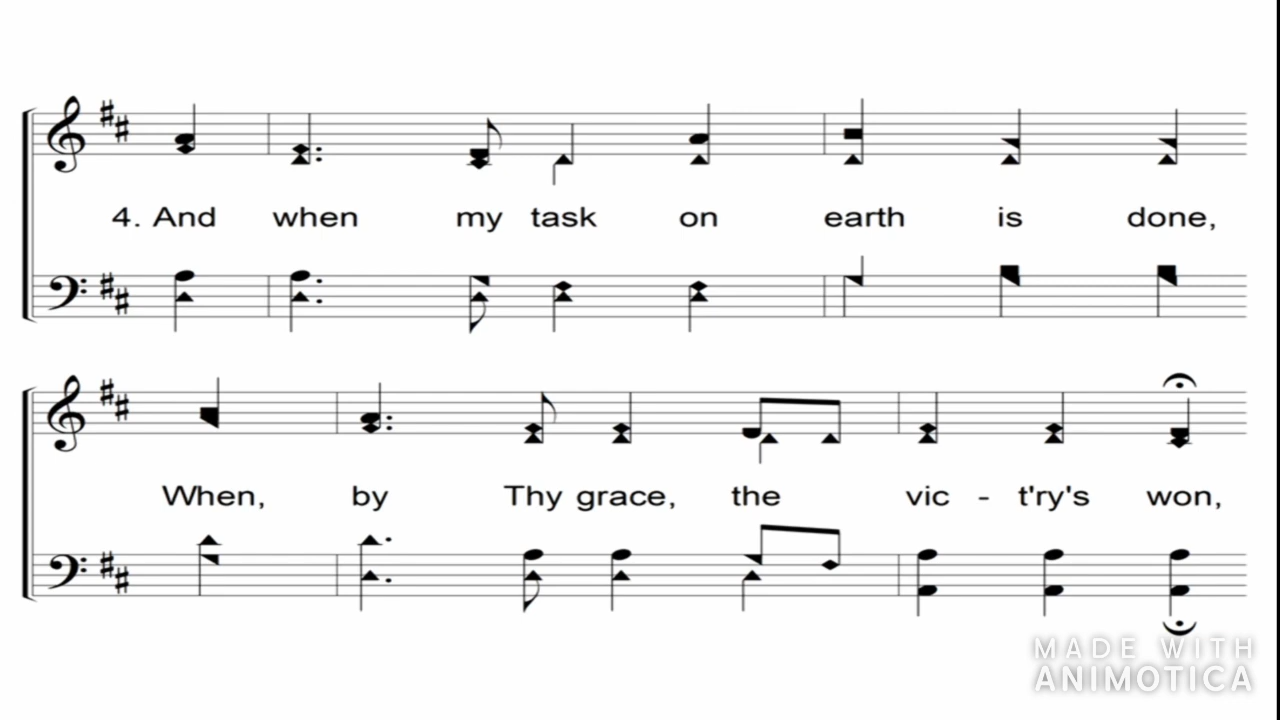 4. And when my task on earth is done,
When, by Thy grace, the vic - t'ry's won,
MADE WITH
ANIMOTICA